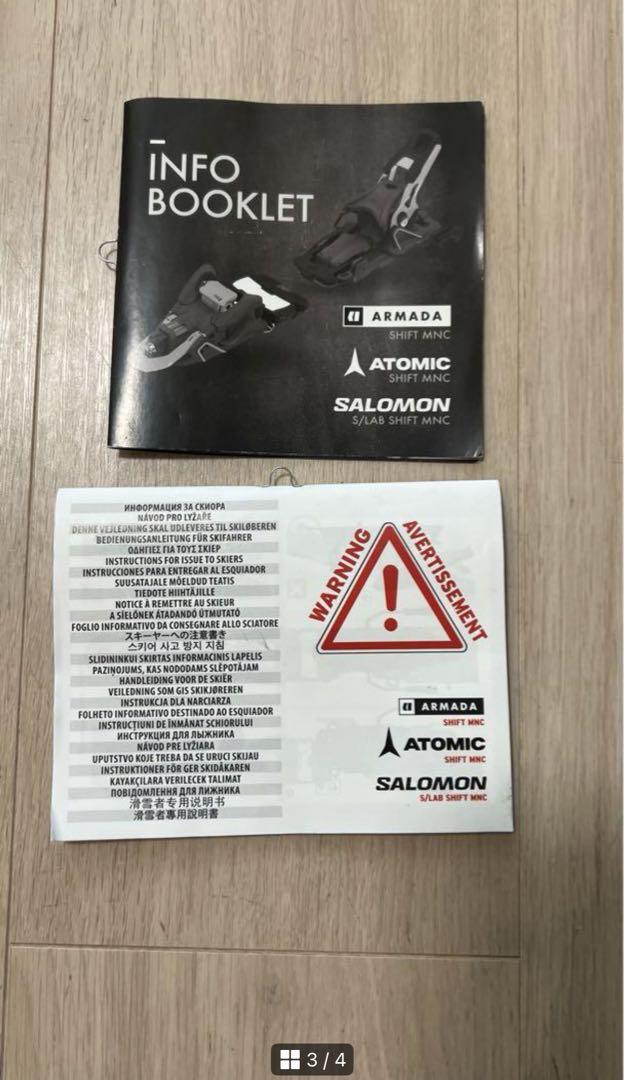 INFO
BOOKLET
ARMADA
SHIFT MNC
ATOMIC
SHIFT MNC
SALOMON
S/LAB SHIFT MNC
ИНФОРМАЦИЯ ЗА СКИОРА
NÁVOD PRO LYŽAŘE
DENNE VEJLEDNING SKAL UDLEVERES TIL SKILØBEREN
BEDIENUNGSANLEITUNG FÜR SKIFAHRER
ΟΔΗΓΙΕΣ ΓΙΑ ΤΟΥΣ ΣΚΙΕΡ
INSTRUCTIONS FOR ISSUE TO SKIERS
INSTRUCCIONES PARA ENTREGAR AL ESQUIADOR
SUUSATAJALE MÕELDUD TEATIS
TIEDOTE HIIHTÄJILLE
NOTICE À REMETTRE AU SKIEUR
A SÍELŐNEK ÁTADANDÓ ÚTMUTATÓ
FOGLIO INFORMATIVO DA CONSEGNARE ALLO SCIATORE
スキーヤーへの注意書き
스키어 사고 방지 지침
SLIDININKUI SKIRTAS INFORMACINIS LAPELIS
PAZIŅOJUMS, KAS NODODAMS SLĒPOTĀJAM
HANDLEIDING VOOR DE SKIËR
VEILEDNING SOM GIS SKIKJØREREN
INSTRUKCJA DLA NARCIARZA
FOLHETO INFORMATIVO DESTINADO AO ESQUIADOR
INSTRUCȚIUNI DE ÎNMÂNAT SCHIORULUI
ИНСТРУКЦИЯ ДЛЯ ЛЫЖНИКА
NÁVOD PRE LYŽIARA
UPUTSTVO KOJE TREBA DA SE URUCI SKIJAU
INSTRUKTIONER FÖR GER SKIDÅKAREN
KAYAKÇILARA VERILECEK TALIMAT
ПОВІДОМЛЕННЯ ДЛЯ ЛИЖНИКА
滑雪者专用说明书
滑雪者專用說明書
WARNING
AVERTISSEMENT
!
ARMADA
SHIFT MNC
ATOMIC
SHIFT MNC
SALOMON
S/LAB SHIFT MNC
3 / 4